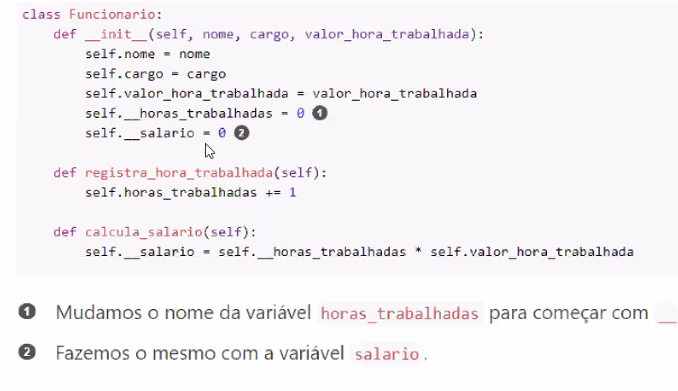 class Funcionario:
    def __init__(self, nome, cargo, valor_hora_trabalhada):
        self.nome = nome
        self.cargo = cargo
        self.valor_hora_trabalhada = valor_hora_trabalhada
        self.__horas_trabalhadas = 0 1
        self.__salario = 0 2
    def registra_hora_trabalhada(self):
        self.horas_trabalhadas += 1
    def calcula_salario(self):
        self.__salario = self.__horas_trabalhadas * self.valor_hora_trabalhada
1 Mudamos o nome da variável horas_trabalhadas para começar com __
2 Fazemos o mesmo com a variável salario.